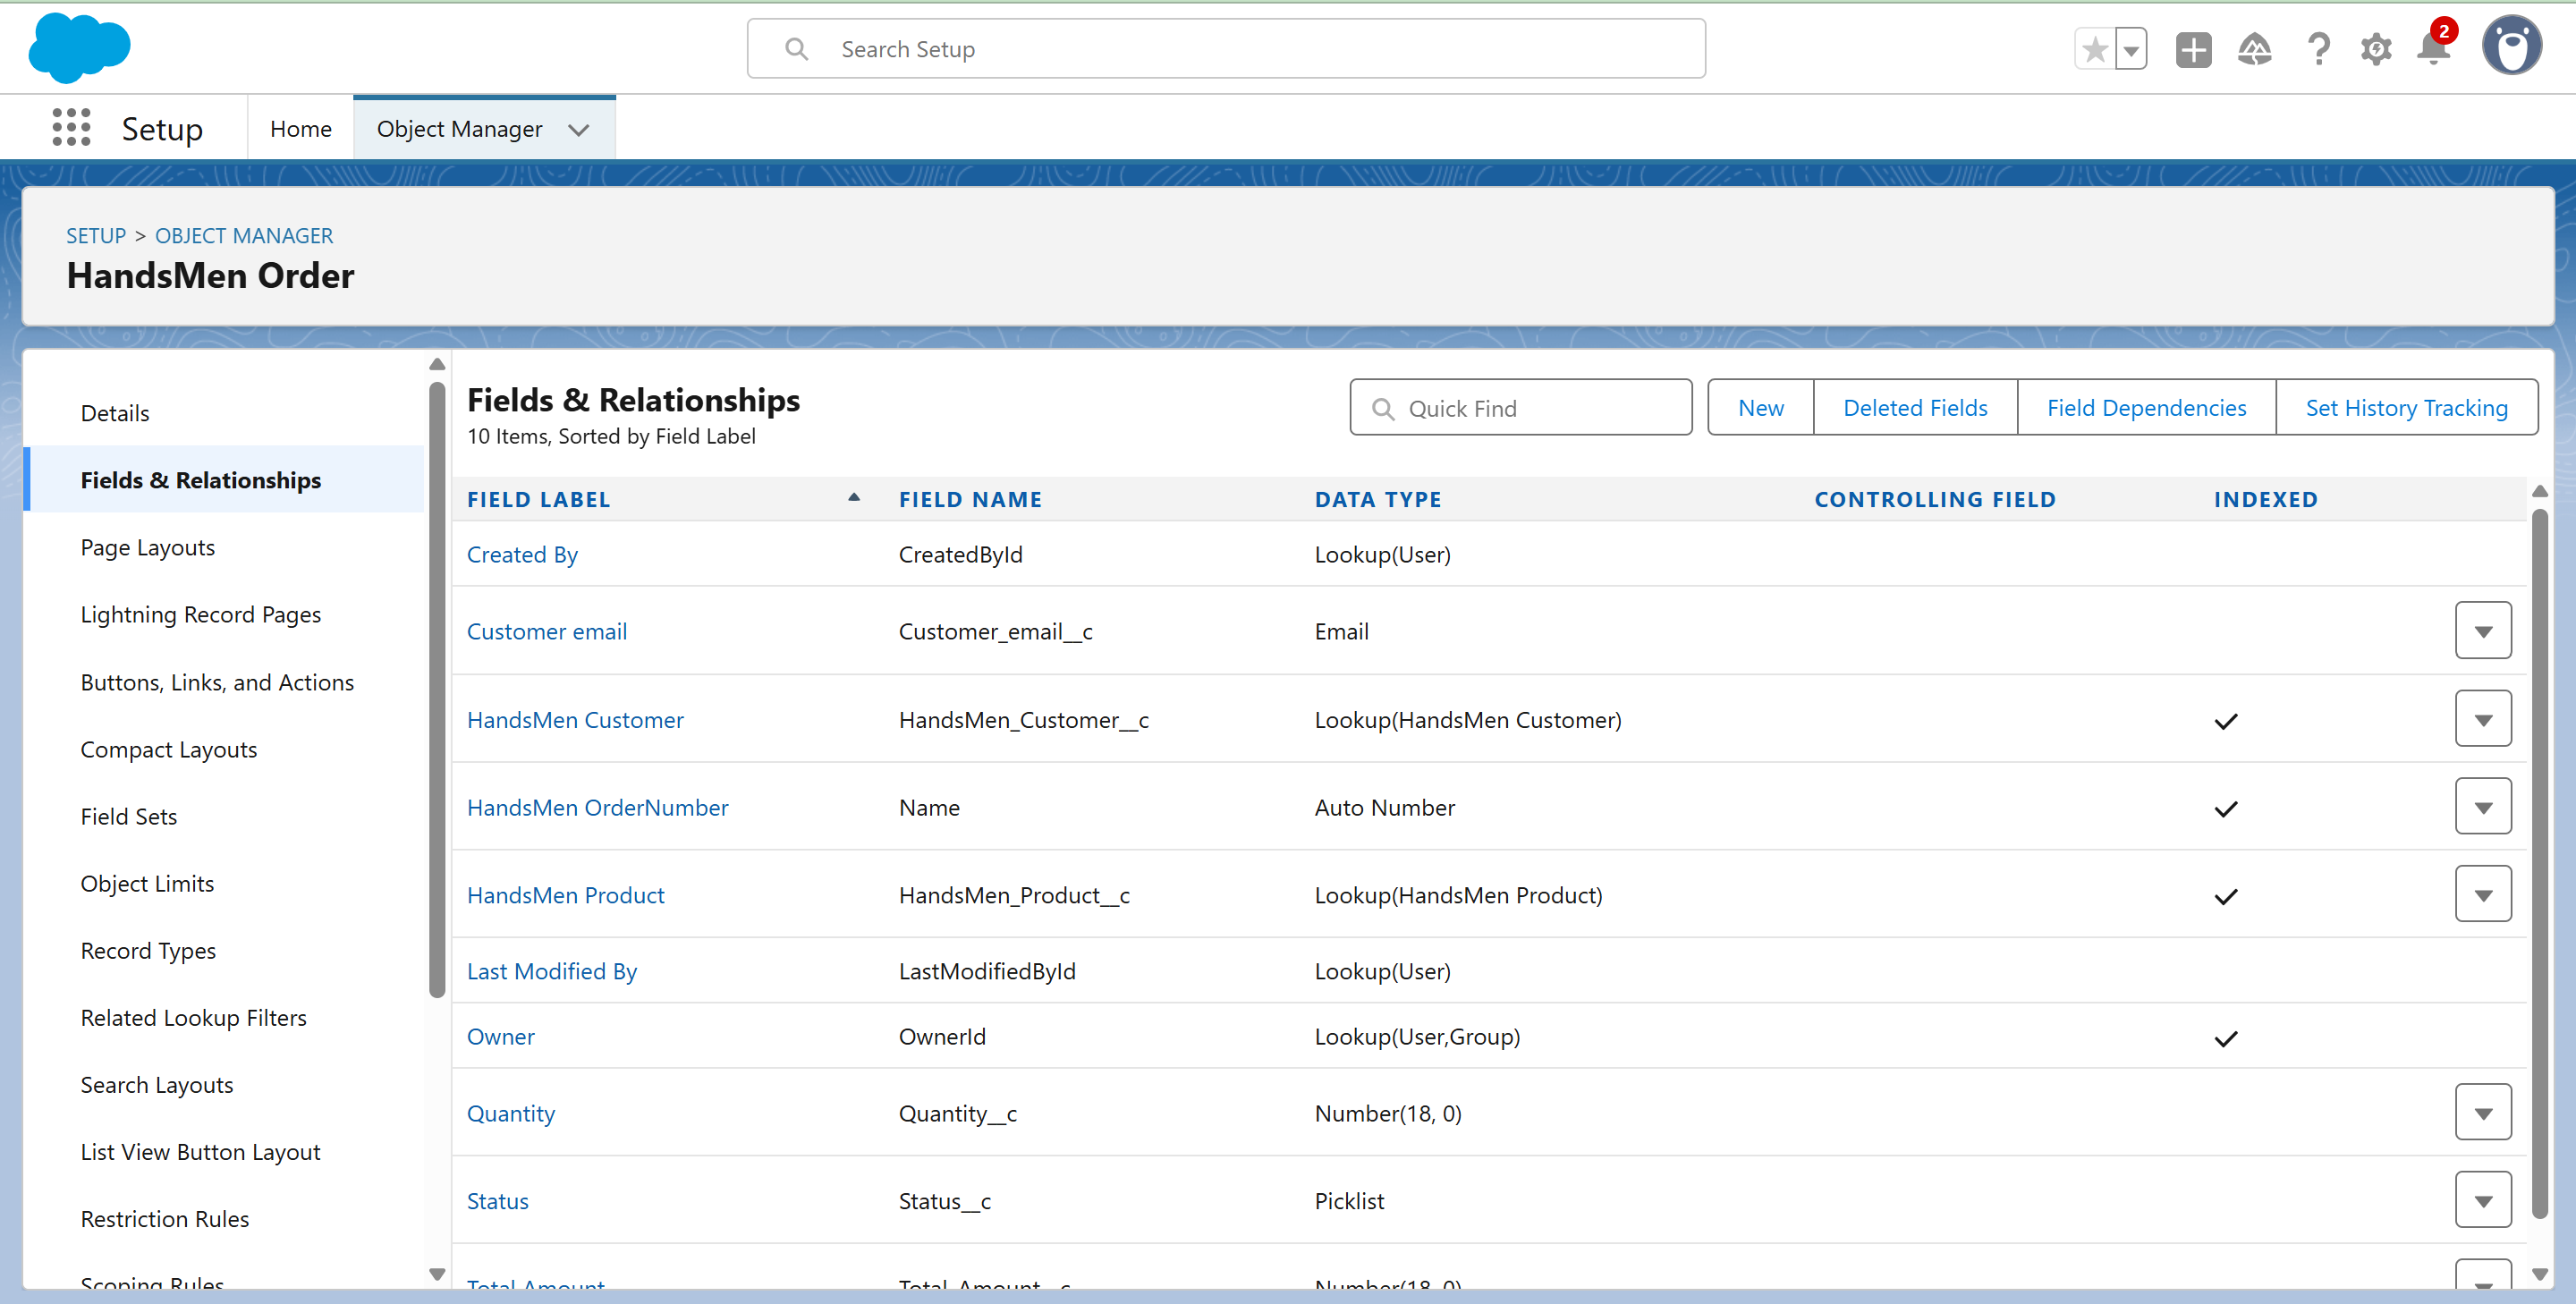 Search Setup
2
Setup
Home
Object Manager
SETUP > OBJECT MANAGER
HandsMen Order
Details
Fields & Relationships
Page Layouts
Lightning Record Pages
Buttons, Links, and Actions
Compact Layouts
Field Sets
Object Limits
Record Types
Related Lookup Filters
Search Layouts
List View Button Layout
Restriction Rules
Scoping Rules
Fields & Relationships
10 Items, Sorted by Field Label
Quick Find
New
Deleted Fields
Field Dependencies
Set History Tracking
FIELD LABEL FIELD NAME DATA TYPE CONTROLLING FIELD INDEXED
Created By CreatedById Lookup(User)
Customer email Customer_email__c Email
HandsMen Customer HandsMen_Customer__c Lookup(HandsMen Customer)
HandsMen OrderNumber Name Auto Number
HandsMen Product HandsMen_Product__c Lookup(HandsMen Product)
Last Modified By LastModifiedById Lookup(User)
Owner OwnerId Lookup(User,Group)
Quantity Quantity__c Number(18, 0)
Status Status__c Picklist
Total Amount Total_Amount__c Number(18, 0)